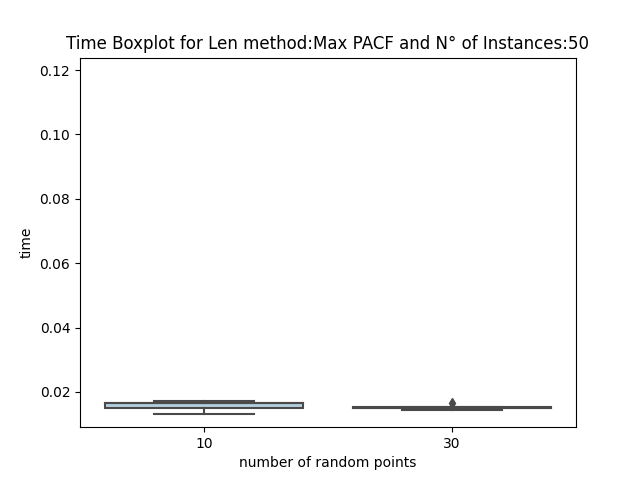 Time Boxplot for Len method:Max PACF and N° of Instances:50
0.12
0.10
0.08
0.06
0.04
0.02
time
10 30
number of random points